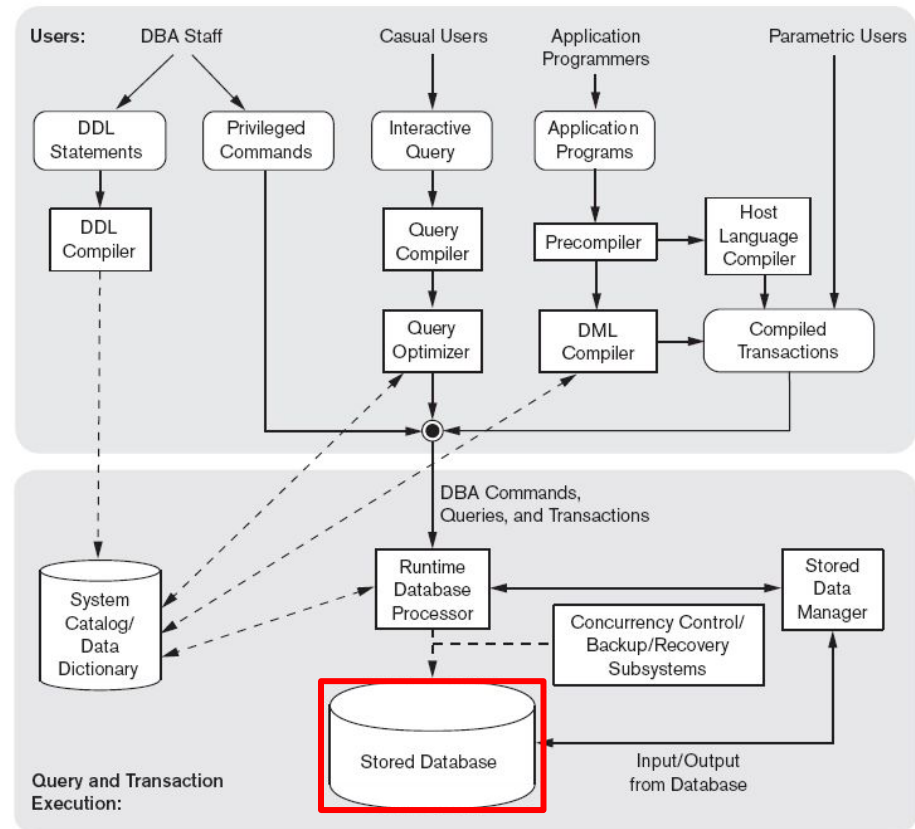 Users:
DBA Staff
Casual Users
Application
Programmers
Parametric Users
DDL
Statements
Privileged
Commands
Interactive
Query
Application
Programs
DDL
Compiler
Query
Compiler
Precompiler
Host
Language
Compiler
Query
Optimizer
DML
Compiler
Compiled
Transactions
DBA Commands,
Queries, and Transactions
System
Catalog/
Data
Dictionary
Runtime
Database
Processor
Stored
Data
Manager
Concurrency Control/
Backup/Recovery
Subsystems
Stored Database
Input/Output
from Database
Query and Transaction
Execution: